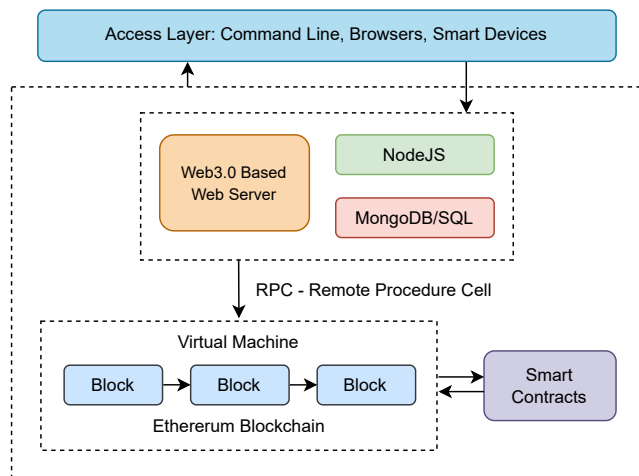 Access Layer: Command Line, Browsers, Smart Devices
Web3.0 Based
Web Server
NodeJS
MongoDB/SQL
RPC - Remote Procedure Cell
Virtual Machine
Block
Block
Block
Ethererum Blockchain
Smart
Contracts